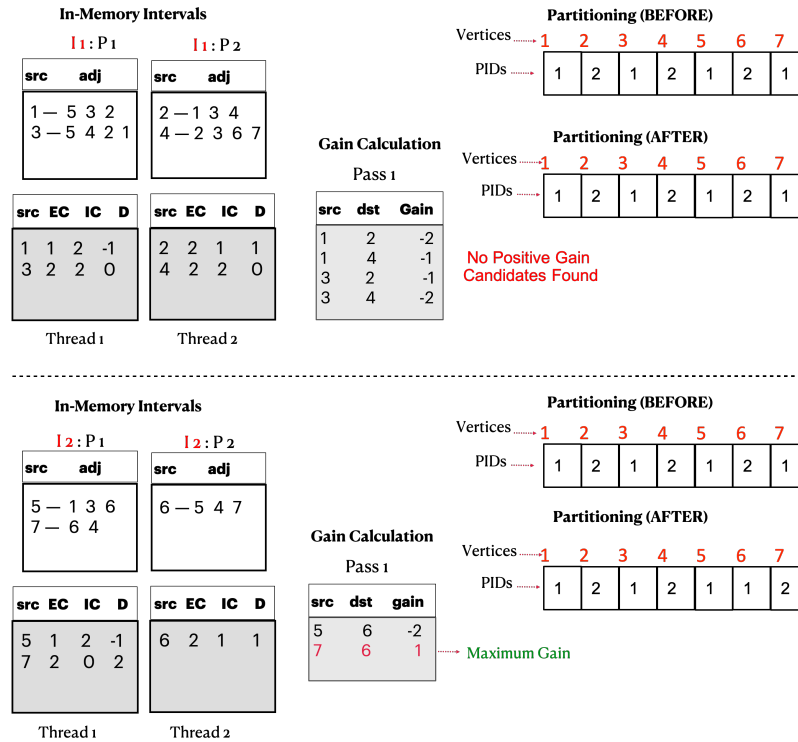 In-Memory Intervals
I 1 : P 1
I 1 : P 2
src adj
src adj
1 — 5 3 2
3 — 5 4 2 1
2 — 1 3 4
4 — 2 3 6 7
src EC IC D
1 1 2 -1
3 2 2 0
src EC IC D
2 2 1 1
4 2 2 0
Thread 1
Thread 2
Gain Calculation
Pass 1
src dst Gain
1 2 -2
1 4 -1
3 2 -1
3 4 -2
Partitioning (BEFORE)
Vertices 1 2 3 4 5 6 7
PIDs 1 2 1 2 1 2 1
Partitioning (AFTER)
Vertices 1 2 3 4 5 6 7
PIDs 1 2 1 2 1 2 1
No Positive Gain
Candidates Found
In-Memory Intervals
I 2 : P 1
I 2 : P 2
src adj
src adj
5 — 1 3 6
7 — 6 4
6 — 5 4 7
src EC IC D
5 1 2 -1
7 2 0 2
src EC IC D
6 2 1 1
Thread 1
Thread 2
Gain Calculation
Pass 1
src dst gain
5 6 -2
7 6 1
Maximum Gain
Partitioning (BEFORE)
Vertices 1 2 3 4 5 6 7
PIDs 1 2 1 2 1 2 1
Partitioning (AFTER)
Vertices 1 2 3 4 5 6 7
PIDs 1 2 1 2 1 1 2